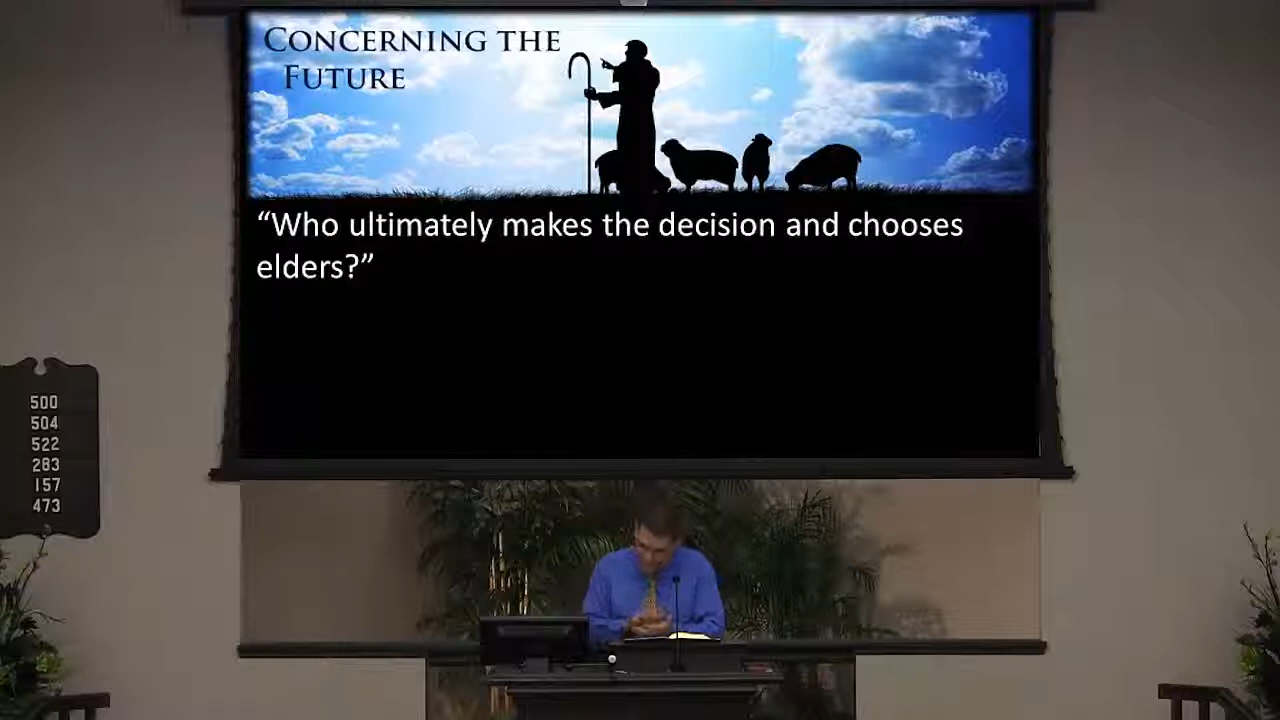 CONCERNING THE
FUTURE
“Who ultimately makes the decision and chooses
elders?”
500
504
522
283
157
473